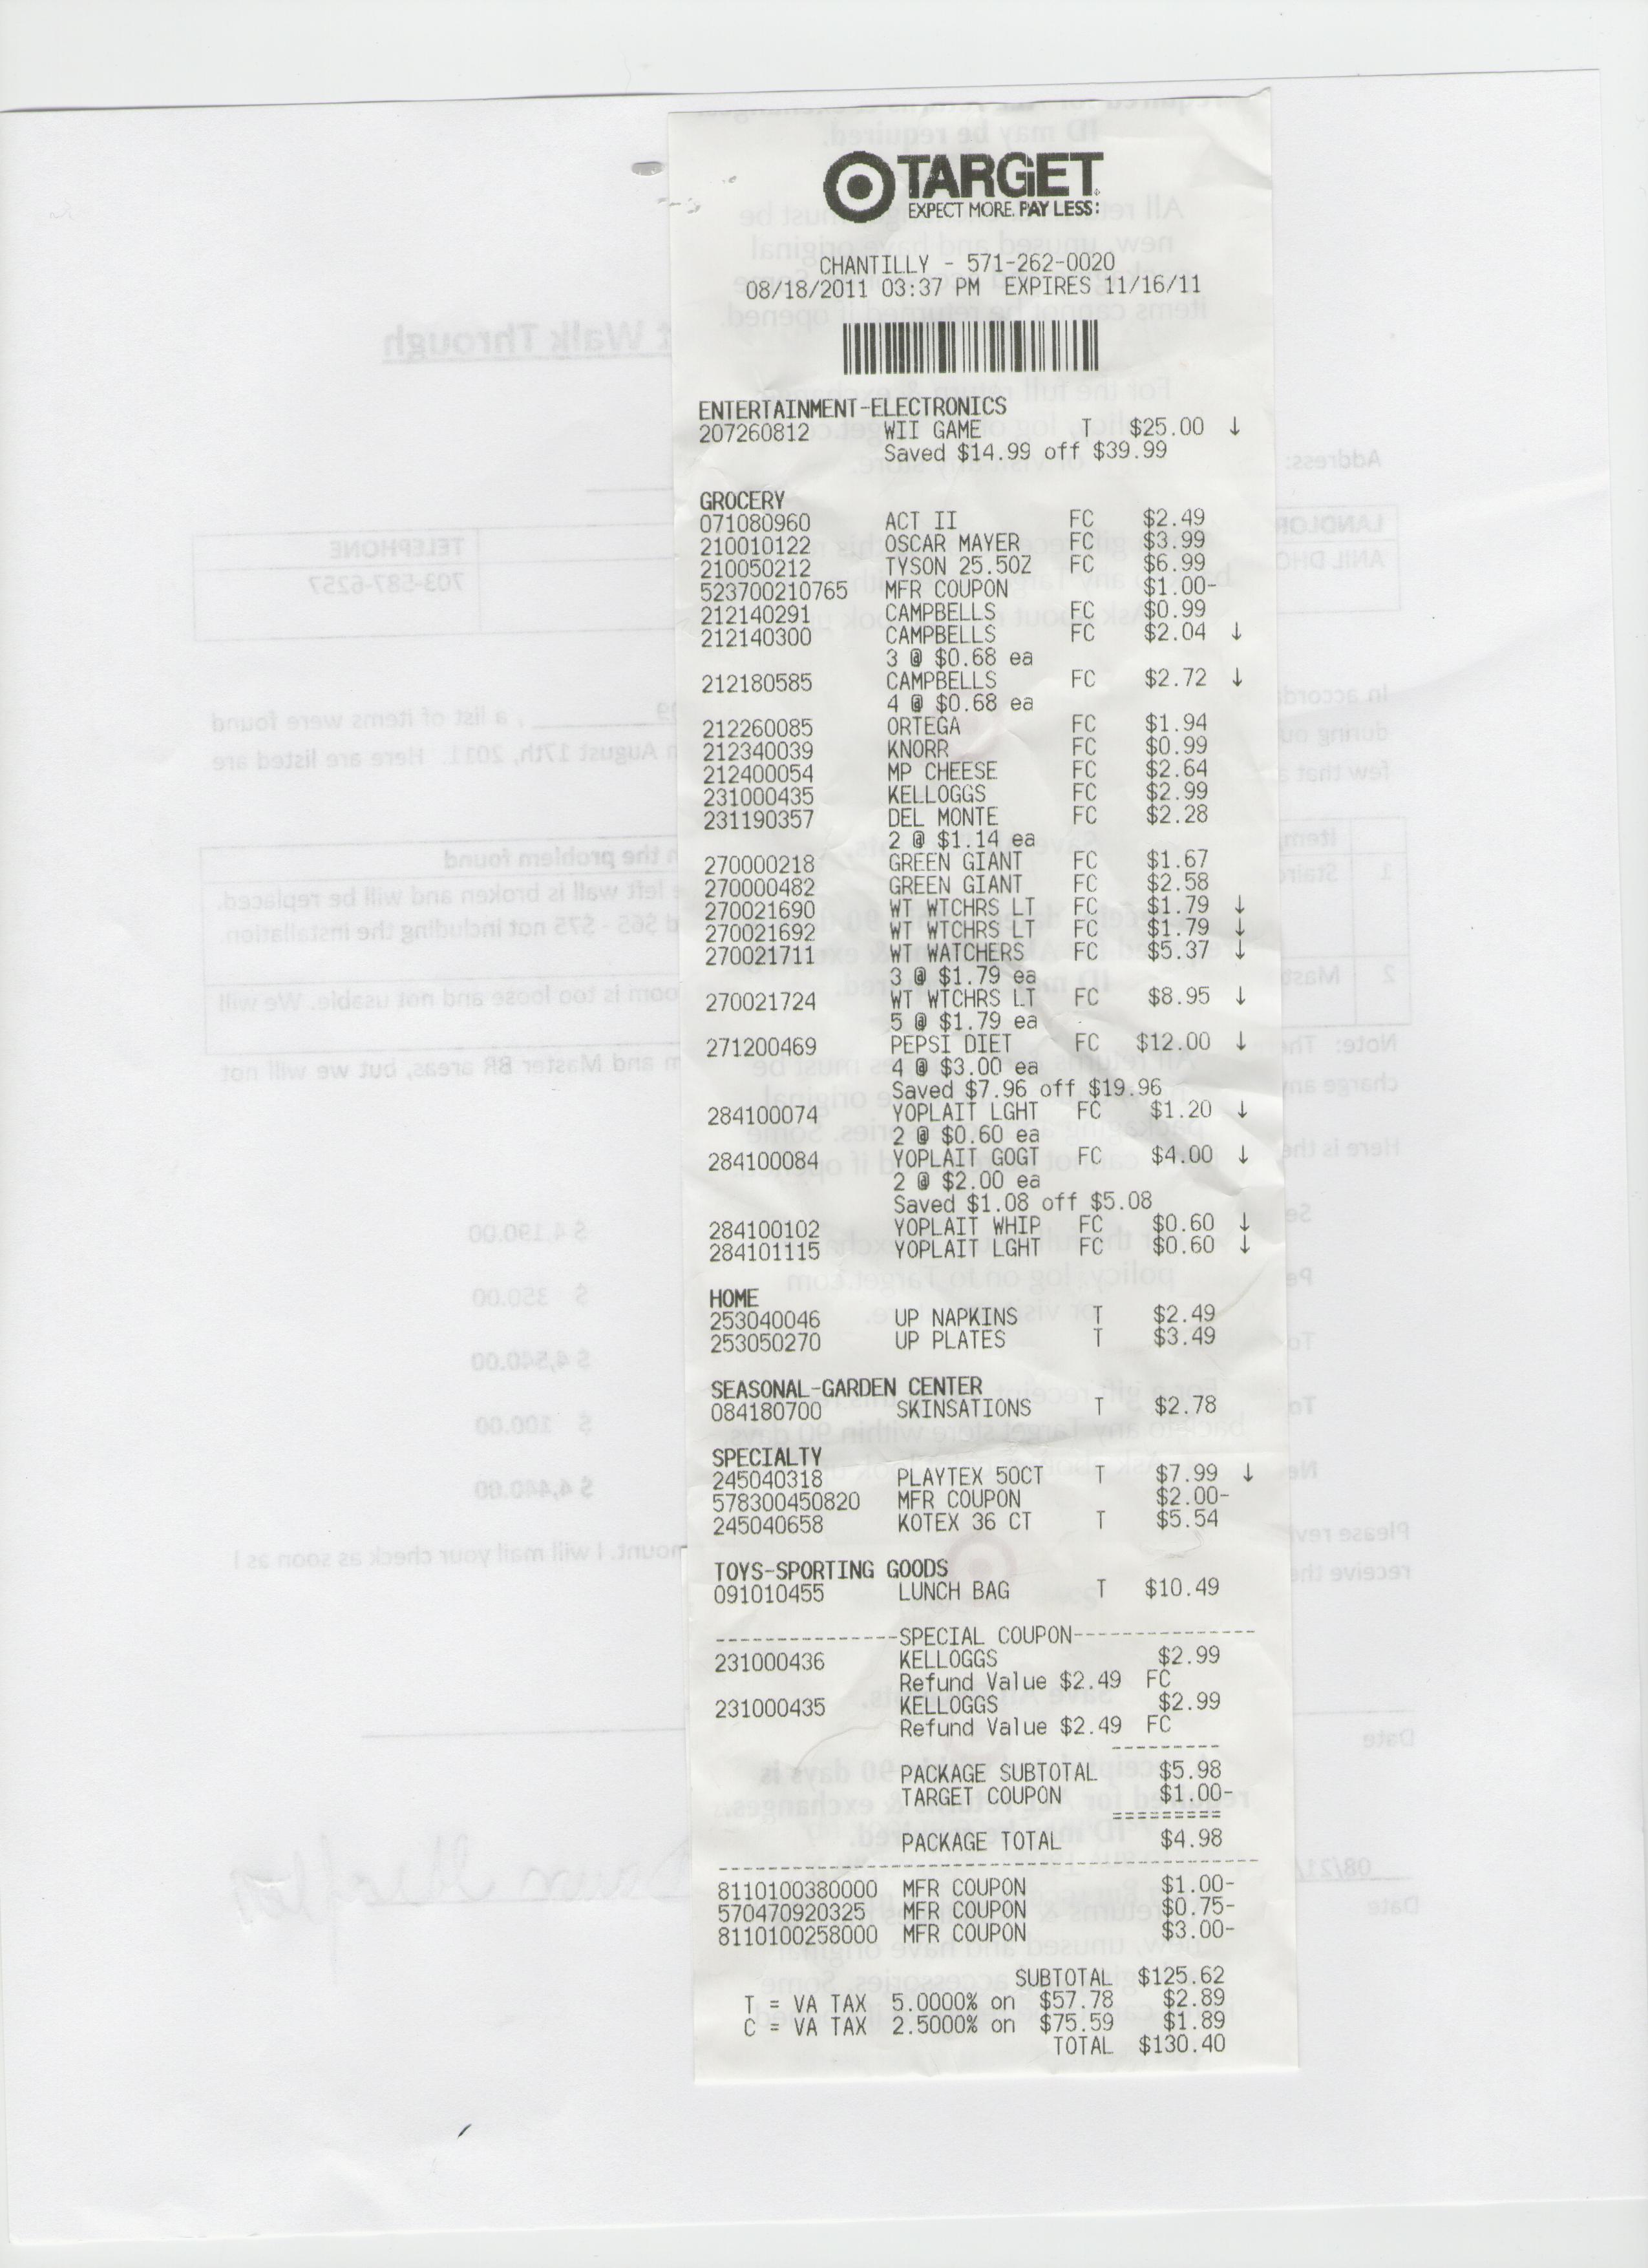 TARGET
EXPECT MORE. PAY LESS.
CHANTILLY - 571-262-0020
08/18/2011 03:37 PM EXPIRES 11/16/11
ENTERTAINMENT-ELECTRONICS
207260812 WII GAME T $25.00 ↓
Saved $14.99 off $39.99
GROCERY
071080960 ACT II FC $2.49
210010122 OSCAR MAYER FC $3.99
210050212 TYSON 25.5OZ FC $6.99
523700210765 MFR COUPON $1.00-
212140291 CAMPBELLS FC $0.99
212140300 CAMPBELLS FC $2.04 ↓
3 @ $0.68 ea
212180585 CAMPBELLS FC $2.72 ↓
4 @ $0.68 ea
212260085 ORTEGA FC $1.94
212340039 KNORR FC $0.99
212400054 MP CHEESE FC $2.64
231000435 KELLOGGS FC $2.99
231190357 DEL MONTE FC $2.28
2 @ $1.14 ea
270000218 GREEN GIANT FC $1.67
270000482 GREEN GIANT FC $2.58
270021690 WT WTCHRS LT FC $1.79 ↓
270021692 WT WTCHRS LT FC $1.79 ↓
270021711 WT WATCHERS FC $5.37 ↓
3 @ $1.79 ea
270021724 WT WTCHRS LT FC $8.95 ↓
5 @ $1.79 ea
271200469 PEPSI DIET FC $12.00 ↓
4 @ $3.00 ea
Saved $7.96 off $19.96
284100074 YOPLAIT LGHT FC $1.20 ↓
2 @ $0.60 ea
284100084 YOPLAIT GOGT FC $4.00 ↓
2 @ $2.00 ea
Saved $1.08 off $5.08
284100102 YOPLAIT WHIP FC $0.60 ↓
284101115 YOPLAIT LGHT FC $0.60 ↓
HOME
253040046 UP NAPKINS T $2.49
253050270 UP PLATES T $3.49
SEASONAL-GARDEN CENTER
084180700 SKINSATIONS T $2.78
SPECIALTY
245040318 PLAYTEX 50CT T $7.99 ↓
578300450820 MFR COUPON $2.00-
245040658 KOTEX 36 CT T $5.54
TOYS-SPORTING GOODS
091010455 LUNCH BAG T $10.49
---------------SPECIAL COUPON---------------
231000436 KELLOGGS $2.99
Refund Value $2.49 FC
231000435 KELLOGGS $2.99
Refund Value $2.49 FC
PACKAGE SUBTOTAL $5.98
TARGET COUPON $1.00-
PACKAGE TOTAL $4.98
8110100380000 MFR COUPON $1.00-
570470920325 MFR COUPON $0.75-
8110100258000 MFR COUPON $3.00-
SUBTOTAL $125.62
T = VA TAX 5.0000% on $57.78 $2.89
C = VA TAX 2.5000% on $75.59 $1.89
TOTAL $130.40